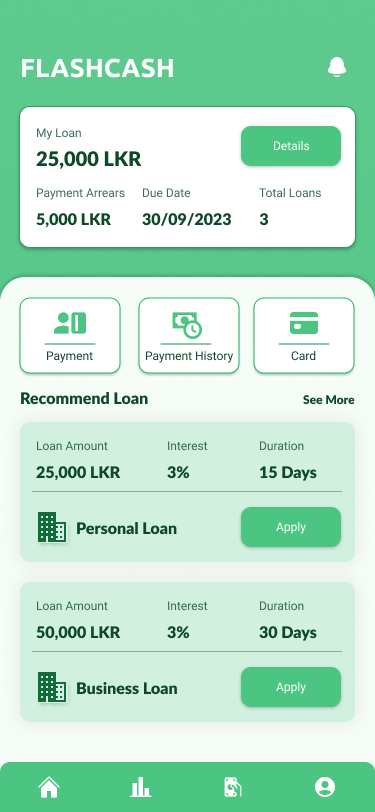 FLASHCASH
My Loan
25,000 LKR
Details
Payment Arrears Due Date Total Loans
5,000 LKR 30/09/2023 3
Payment Payment History Card
Recommend Loan See More
Loan Amount Interest Duration
25,000 LKR 3% 15 Days
Personal Loan Apply
Loan Amount Interest Duration
50,000 LKR 3% 30 Days
Business Loan Apply